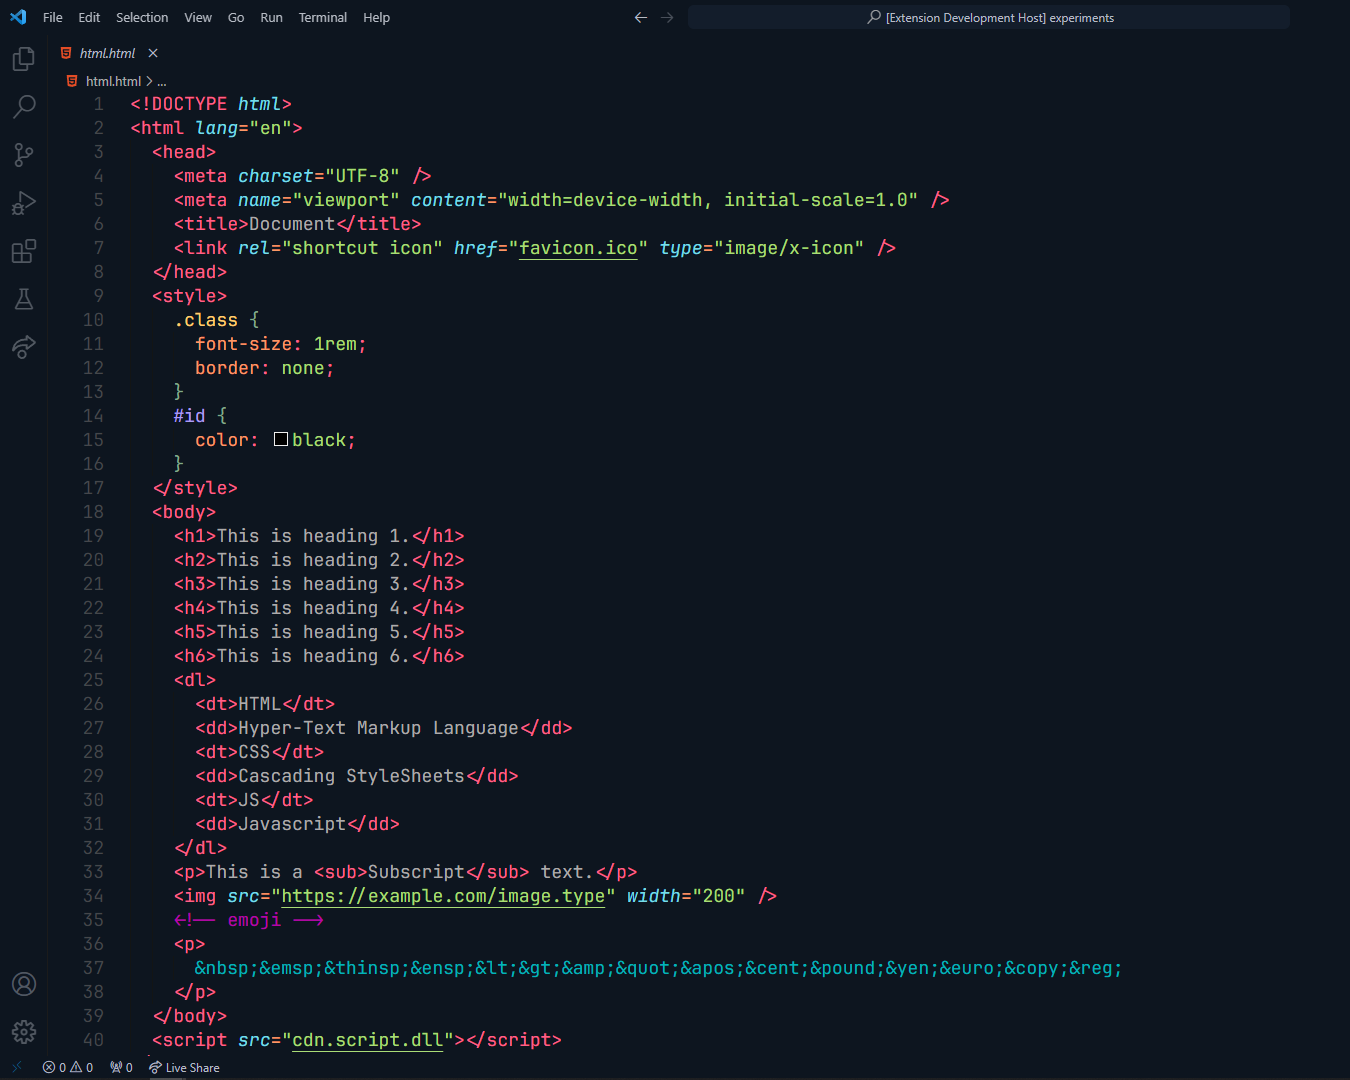 File Edit Selection View Go Run Terminal Help
[Extension Development Host] experiments
html.html
html.html > ...
1 <!DOCTYPE html>
2 <html lang="en">
3 <head>
4 <meta charset="UTF-8" />
5 <meta name="viewport" content="width=device-width, initial-scale=1.0" />
6 <title>Document</title>
7 <link rel="shortcut icon" href="favicon.ico" type="image/x-icon" />
8 </head>
9 <style>
10 .class {
11 font-size: 1rem;
12 border: none;
13 }
14 #id {
15 color: black;
16 }
17 </style>
18 <body>
19 <h1>This is heading 1.</h1>
20 <h2>This is heading 2.</h2>
21 <h3>This is heading 3.</h3>
22 <h4>This is heading 4.</h4>
23 <h5>This is heading 5.</h5>
24 <h6>This is heading 6.</h6>
25 <dl>
26 <dt>HTML</dt>
27 <dd>Hyper-Text Markup Language</dd>
28 <dt>CSS</dt>
29 <dd>Cascading StyleSheets</dd>
30 <dt>JS</dt>
31 <dd>Javascript</dd>
32 </dl>
33 <p>This is a <sub>Subscript</sub> text.</p>
34 <img src="https://example.com/image.type" width="200" />
35 <!-- emoji -->
36 <p>
37 &nbsp;&emsp;&thinsp;&ensp;&lt;&gt;&amp;&quot;&apos;&cent;&pound;&yen;&euro;&copy;&reg;
38 </p>
39 </body>
40 <script src="cdn.script.dll"></script>
0 0 0 Live Share